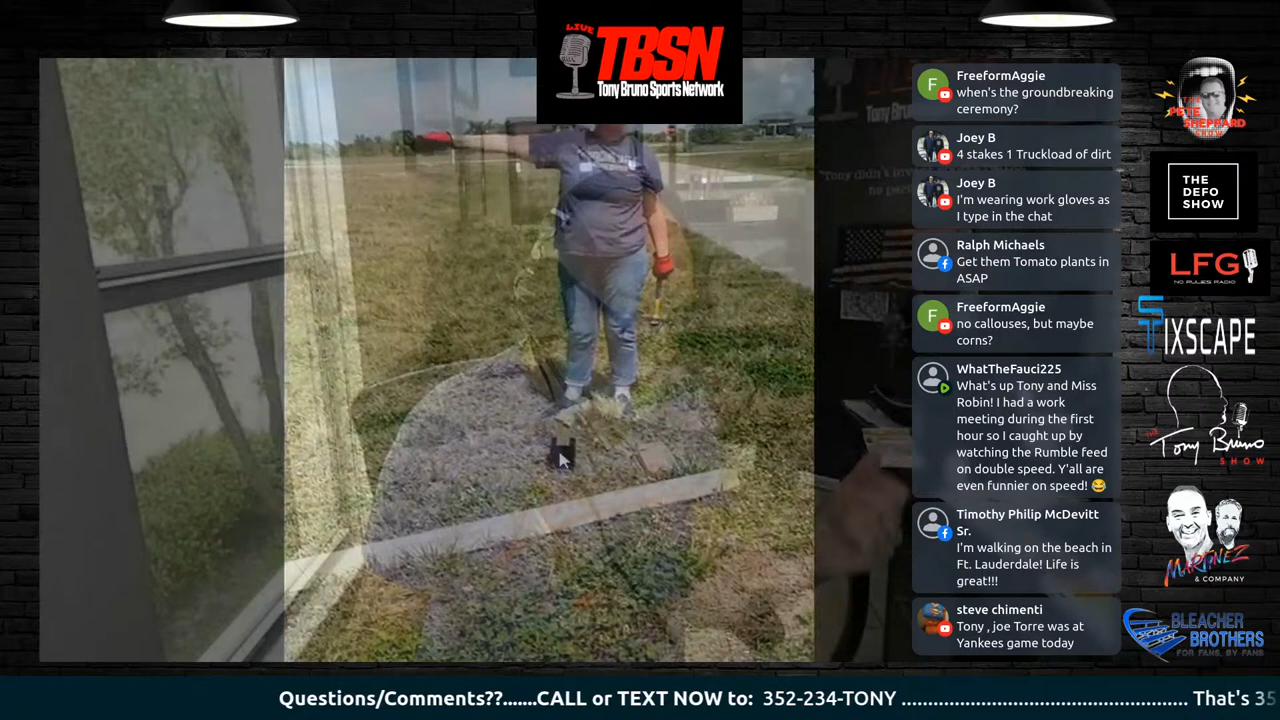 LIVE
TBSN
Tony Bruno Sports Network
FreeformAggie
when's the groundbreaking
ceremony?
Joey B
4 stakes 1 Truckload of dirt
Joey B
I'm wearing work gloves as
I type in the chat
Ralph Michaels
Get them Tomato plants in
ASAP
FreeformAggie
no callouses, but maybe
corns?
WhatTheFauci225
What's up Tony and Miss
Robin! I had a work
meeting during the first
hour so I caught up by
watching the Rumble feed
on double speed. Y'all are
even funnier on speed! 😂
Timothy Philip McDevitt
Sr.
I'm walking on the beach in
Ft. Lauderdale! Life is
great!!!
steve chimenti
Tony , joe Torre was at
Yankees game today
THE
PETE
SHEPPARD
SHOW
THE
DEFO
SHOW
LFG
NO RULES RADIO
SIXSCAPE
THE
Tony Bruno
SHOW
MARTINEZ
& COMPANY
BLEACHER
BROTHERS
FOR FANS, BY FANS
Questions/Comments??.......CALL or TEXT NOW to: 352-234-TONY ................................................ That's 35